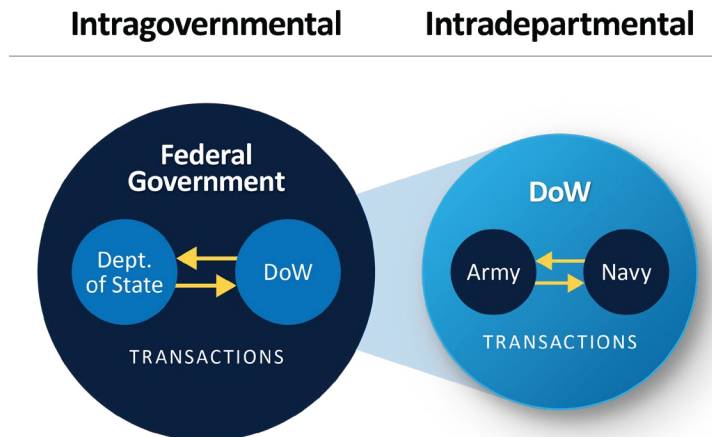 Intragovernmental
Intradepartmental
Federal
Government
Dept.
of State
DoW
TRANSACTIONS
DoW
Army
Navy
TRANSACTIONS